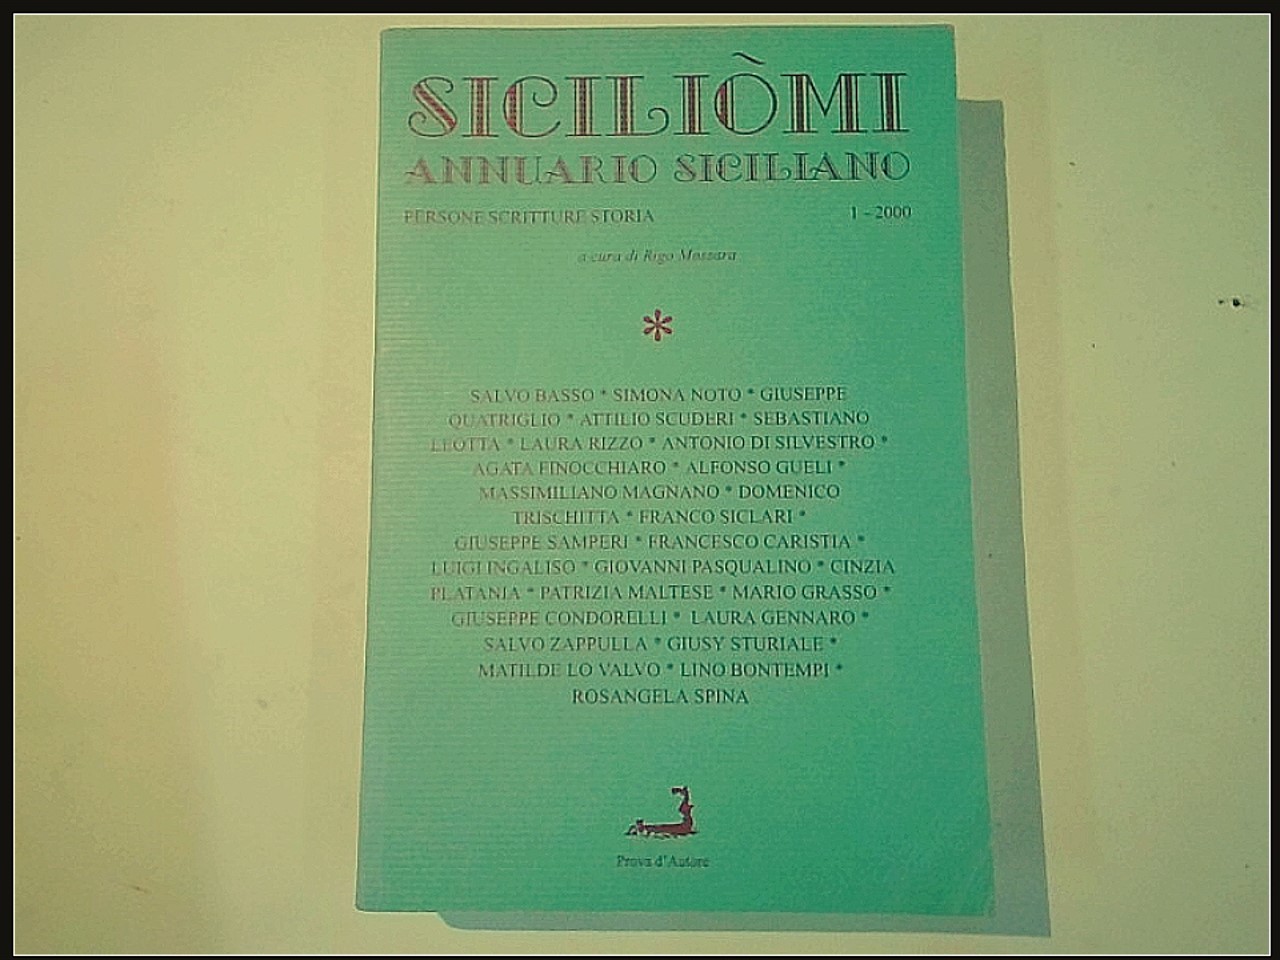 SICILIÒMI
ANNUARIO SICILIANO
PERSONE SCRITTURE STORIA 1 - 2000
a cura di Rigo Mazzara
*
SALVO BASSO * SIMONA NOTO * GIUSEPPE
QUATRIGLIO * ATTILIO SCUDERI * SEBASTIANO
LEOTTA * LAURA RIZZO * ANTONIO DI SILVESTRO *
AGATA FINOCCHIARO * ALFONSO GUELI *
MASSIMILIANO MAGNANO * DOMENICO
TRISCHITTA * FRANCO SICLARI *
GIUSEPPE SAMPERI * FRANCESCO CARISTIA *
LUIGI INGALISO * GIOVANNI PASQUALINO * CINZIA
PLATANIA * PATRIZIA MALTESE * MARIO GRASSO *
GIUSEPPE CONDORELLI * LAURA GENNARO *
SALVO ZAPPULLA * GIUSY STURIALE *
MATILDE LO VALVO * LINO BONTEMPI *
ROSANGELA SPINA
Prova d'Autore